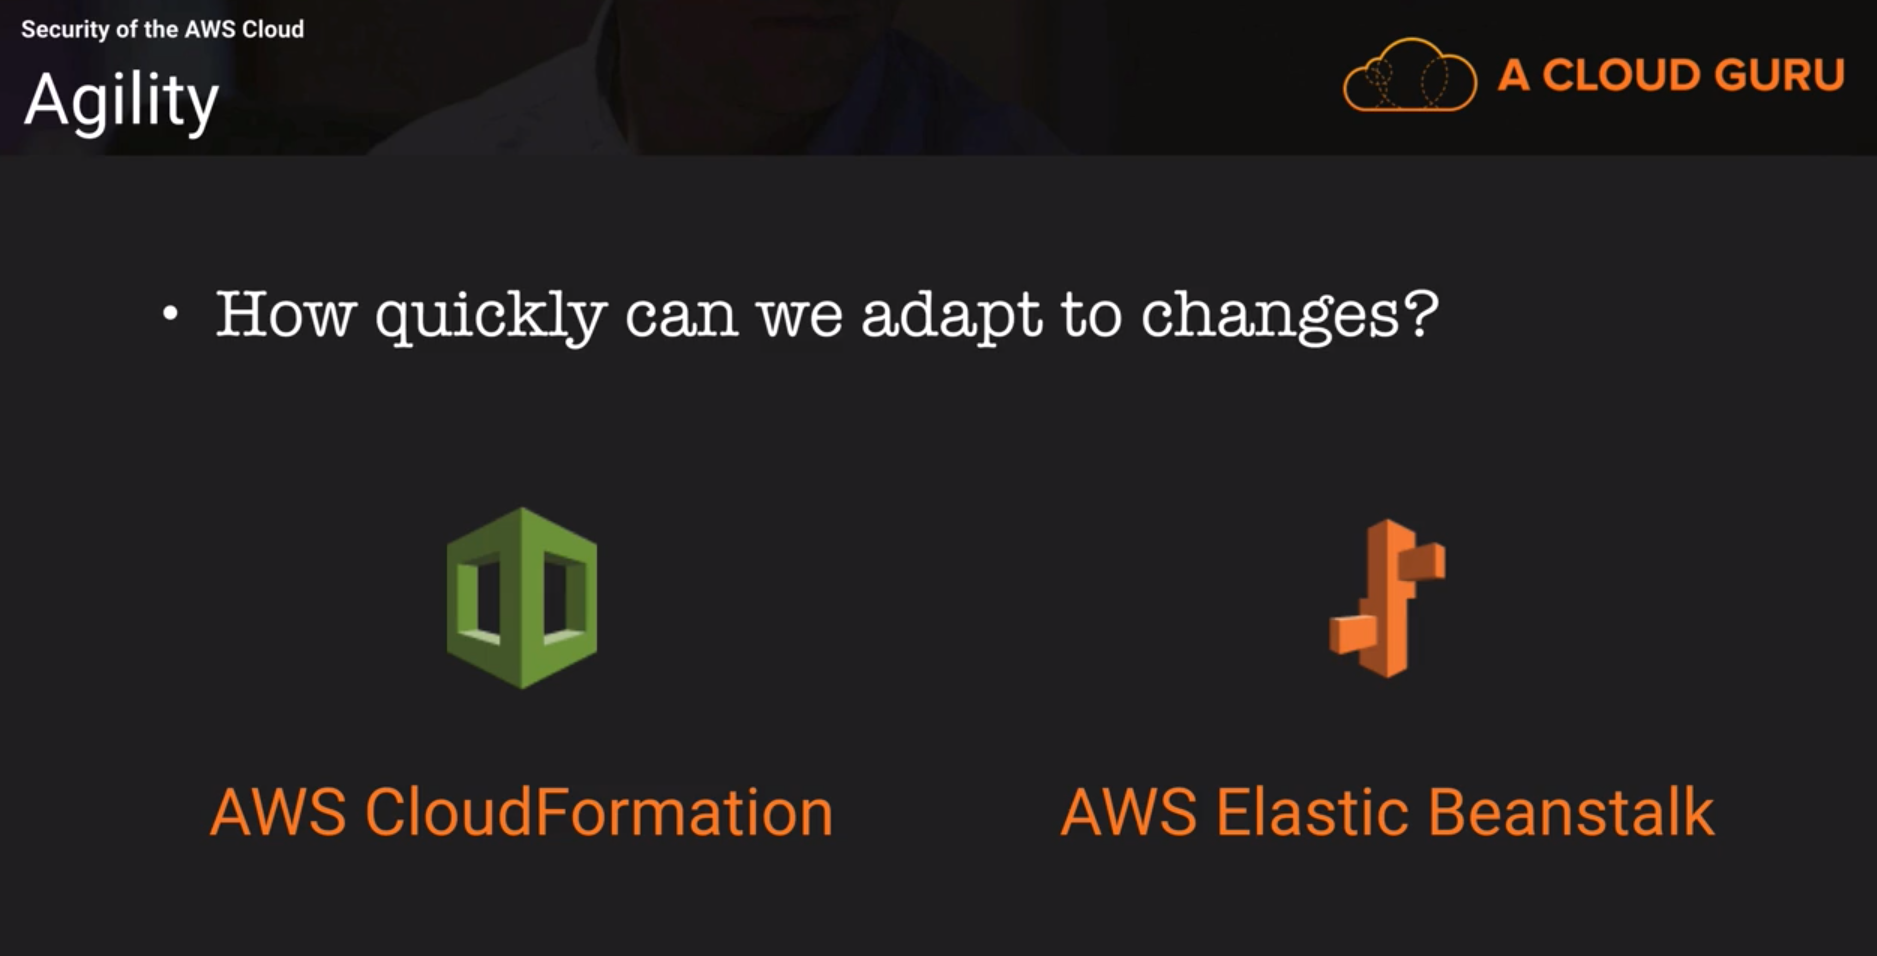 Security of the AWS Cloud
Agility
A CLOUD GURU
• How quickly can we adapt to changes?
AWS CloudFormation
AWS Elastic Beanstalk